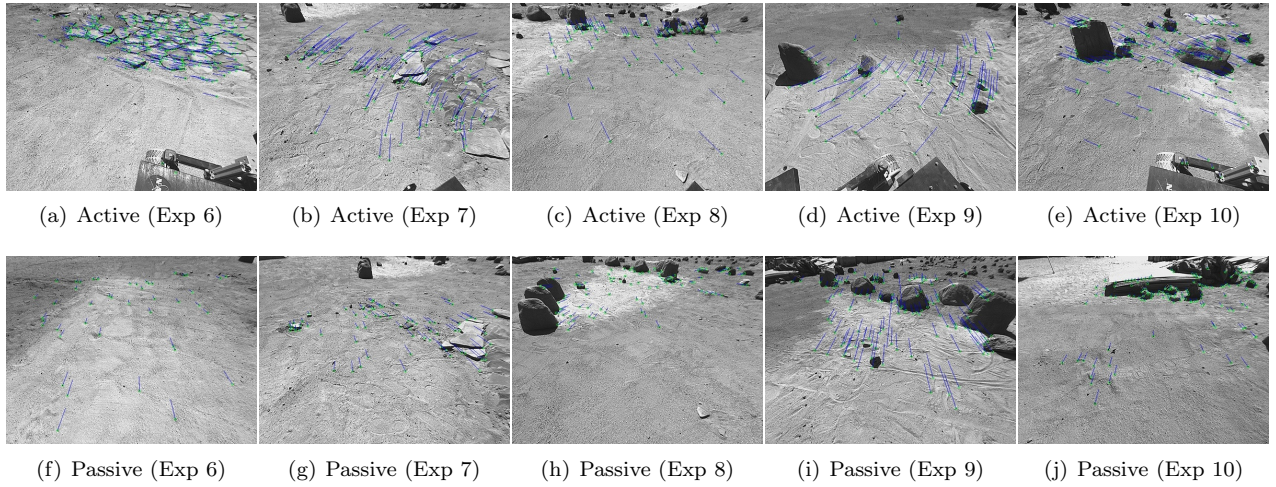 (a) Active (Exp 6)
(b) Active (Exp 7)
(c) Active (Exp 8)
(d) Active (Exp 9)
(e) Active (Exp 10)
(f) Passive (Exp 6)
(g) Passive (Exp 7)
(h) Passive (Exp 8)
(i) Passive (Exp 9)
(j) Passive (Exp 10)